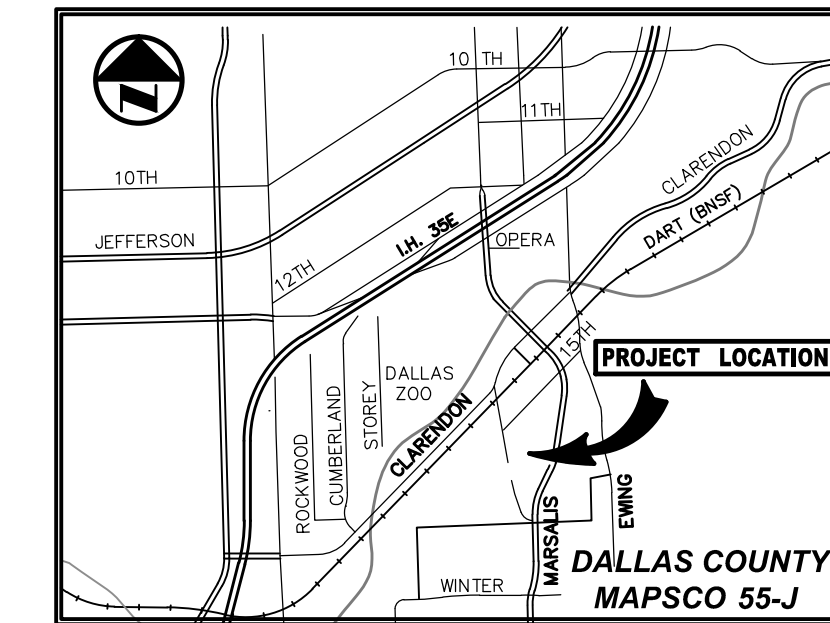 N
10 TH
11TH
CLARENDON
10TH
DART (BNSF)
JEFFERSON
I.H. 35E
OPERA
12TH
15TH
PROJECT LOCATION
DALLAS
ZOO
STOREY
CUMBERLAND
ROCKWOOD
CLARENDON
MARSALIS
EWING
DALLAS COUNTY
WINTER
MAPSCO 55-J